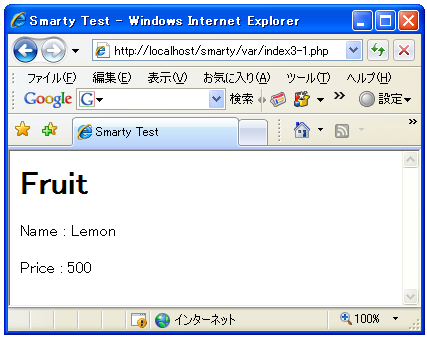 Smarty Test - Windows Internet Explorer
http://localhost/smarty/var/index3-1.php
ファイル(F) 編集(E) 表示(V) お気に入り(A) ツール(T) ヘルプ(H)
Google G 検索 設定
Smarty Test
Fruit
Name : Lemon
Price : 500
インターネット 100%